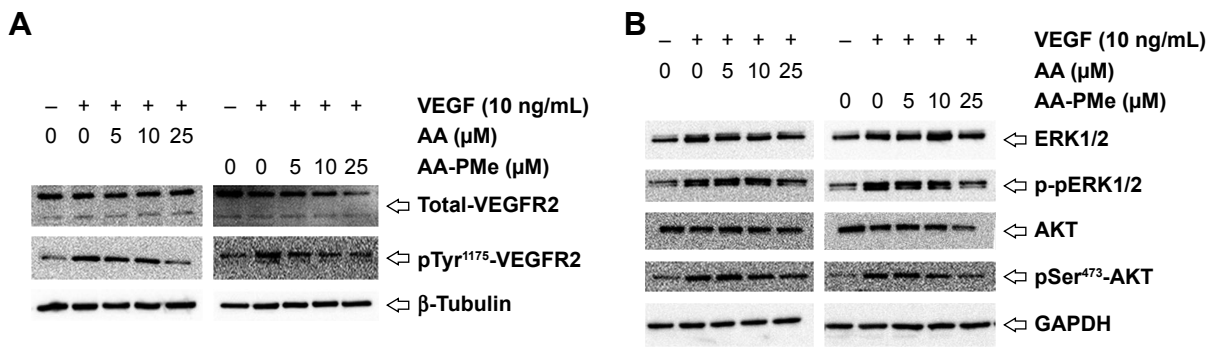 A
– + + + + – + + + + VEGF (10 ng/mL)
0 0 5 10 25 AA (μM)
0 0 5 10 25 AA-PMe (μM)
Total-VEGFR2
pTyr¹¹⁷⁵-VEGFR2
β-Tubulin
B
– + + + + – + + + + VEGF (10 ng/mL)
0 0 5 10 25 AA (μM)
0 0 5 10 25 AA-PMe (μM)
ERK1/2
p-pERK1/2
AKT
pSer⁴⁷³-AKT
GAPDH